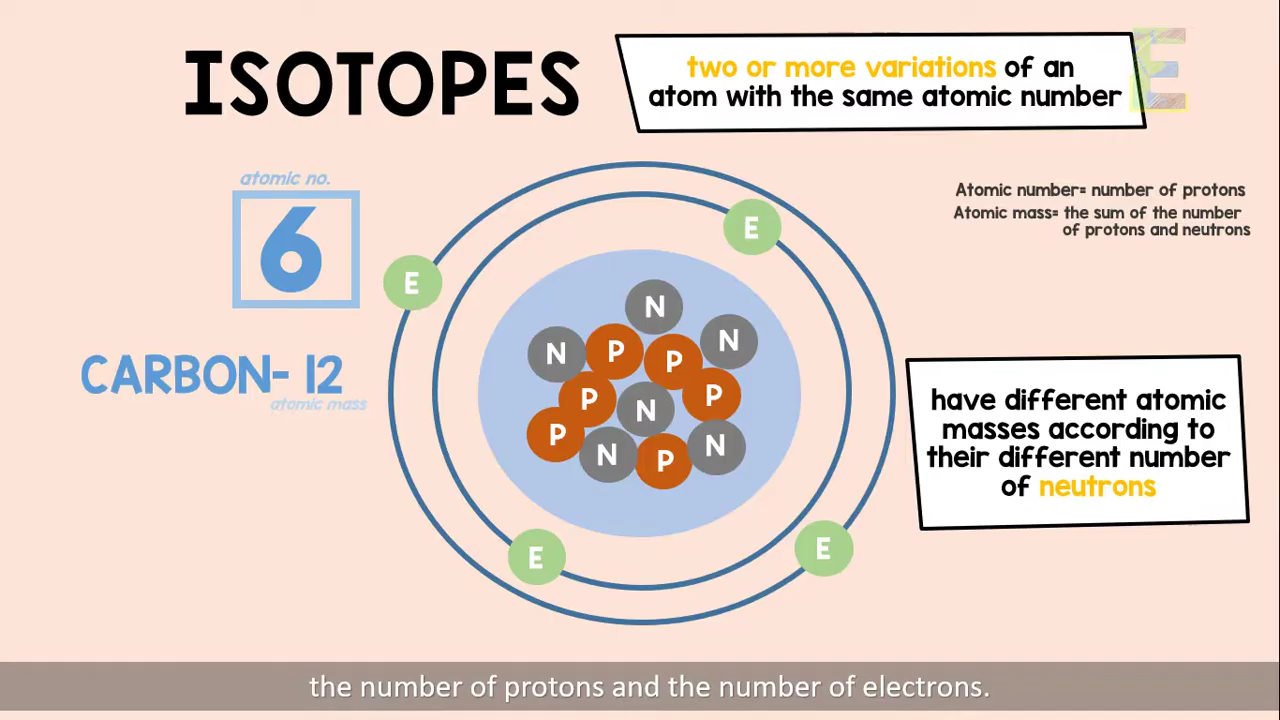 ISOTOPES
two or more variations of an
atom with the same atomic number
E
atomic no.
6
CARBON- 12
atomic mass
Atomic number= number of protons
Atomic mass= the sum of the number
of protons and neutrons
E
E
N
N
N
P
P
P
P
N
P
N
P
N
E
E
have different atomic
masses according to
their different number
of neutrons
the number of protons and the number of electrons.